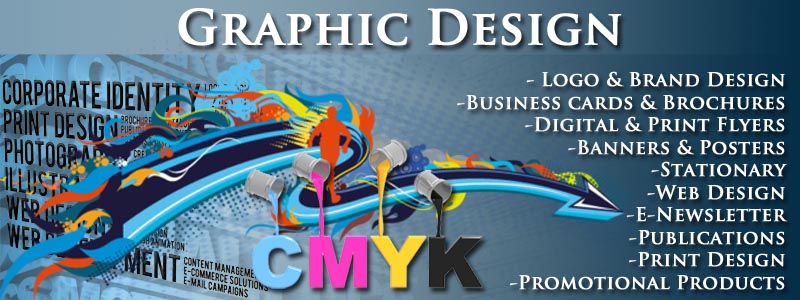 GRAPHIC DESIGN
- LOGO & BRAND DESIGN
-BUSINESS CARDS & BROCHURES
-DIGITAL & PRINT FLYERS
-BANNERS & POSTERS
-STATIONARY
-WEB DESIGN
-E-NEWSLETTER
-PUBLICATIONS
-PRINT DESIGN
-PROMOTIONAL PRODUCTS
CORPORATE IDENTITY
PRINT DESIGN
CMYK
CONTENT
E-COMMERCE SOLUTIONS
E-MAIL CAMPAIGNS